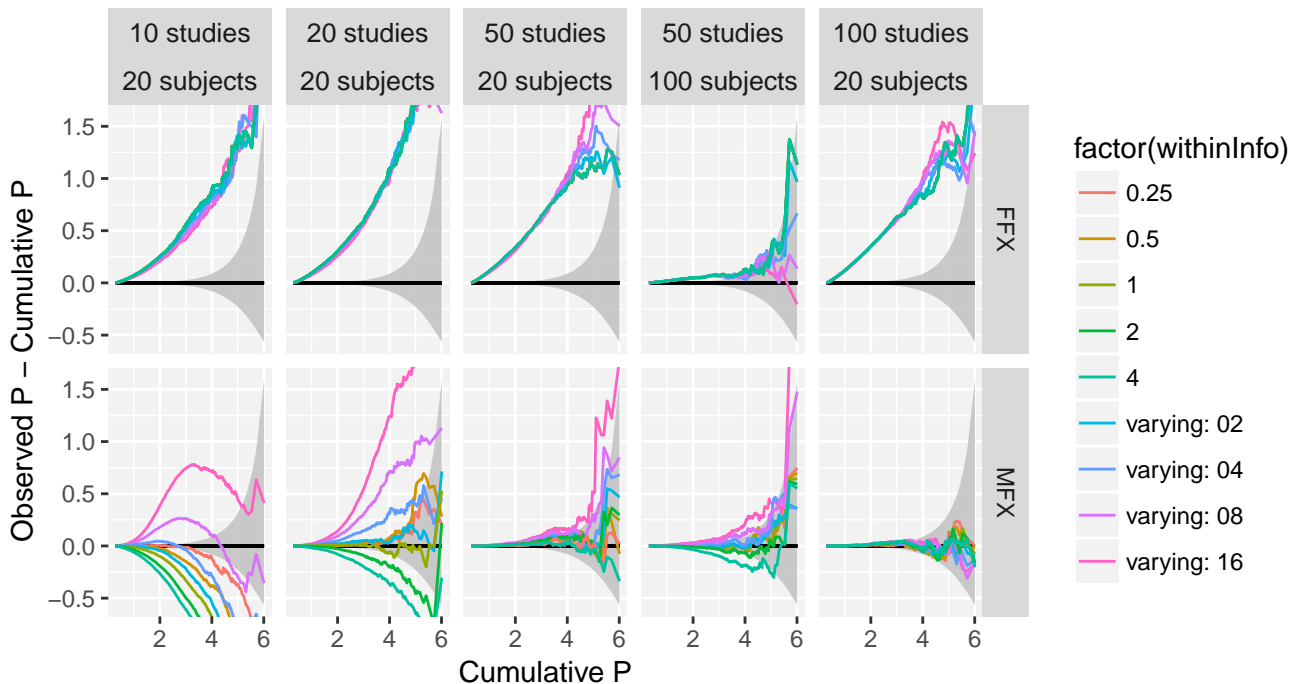 10 studies 20 studies 50 studies 50 studies 100 studies
20 subjects 20 subjects 20 subjects 100 subjects 20 subjects
Observed P − Cumulative P
1.5
1.0
0.5
0.0
−0.5
FFX
1.5
1.0
0.5
0.0
−0.5
MFX
2 4 6 2 4 6 2 4 6 2 4 6 2 4 6
Cumulative P
factor(withinInfo)
0.25
0.5
1
2
4
varying: 02
varying: 04
varying: 08
varying: 16